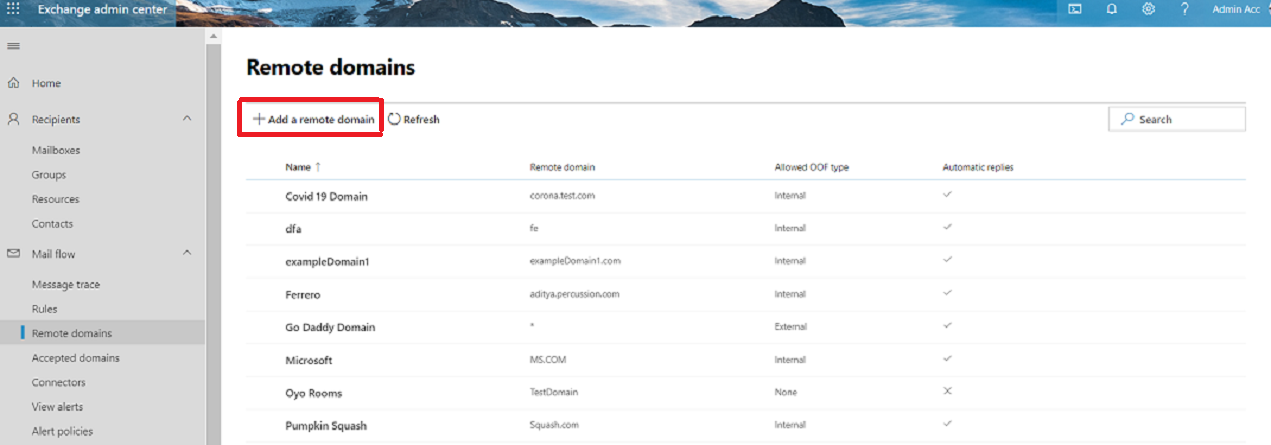 Exchange admin center
Admin Acc
Home
Recipients
Mailboxes
Groups
Resources
Contacts
Mail flow
Message trace
Rules
Remote domains
Accepted domains
Connectors
View alerts
Alert policies
Remote domains
Add a remote domain Refresh Search
Name ↑ Remote domain Allowed OOF type Automatic replies
Covid 19 Domain corona.test.com Internal
dfa fe Internal
exampleDomain1 exampleDomain1.com Internal
Ferrero aditya.percussion.com Internal
Go Daddy Domain * External
Microsoft MS.COM Internal
Oyo Rooms TestDomain None
Pumpkin Squash Squash.com Internal